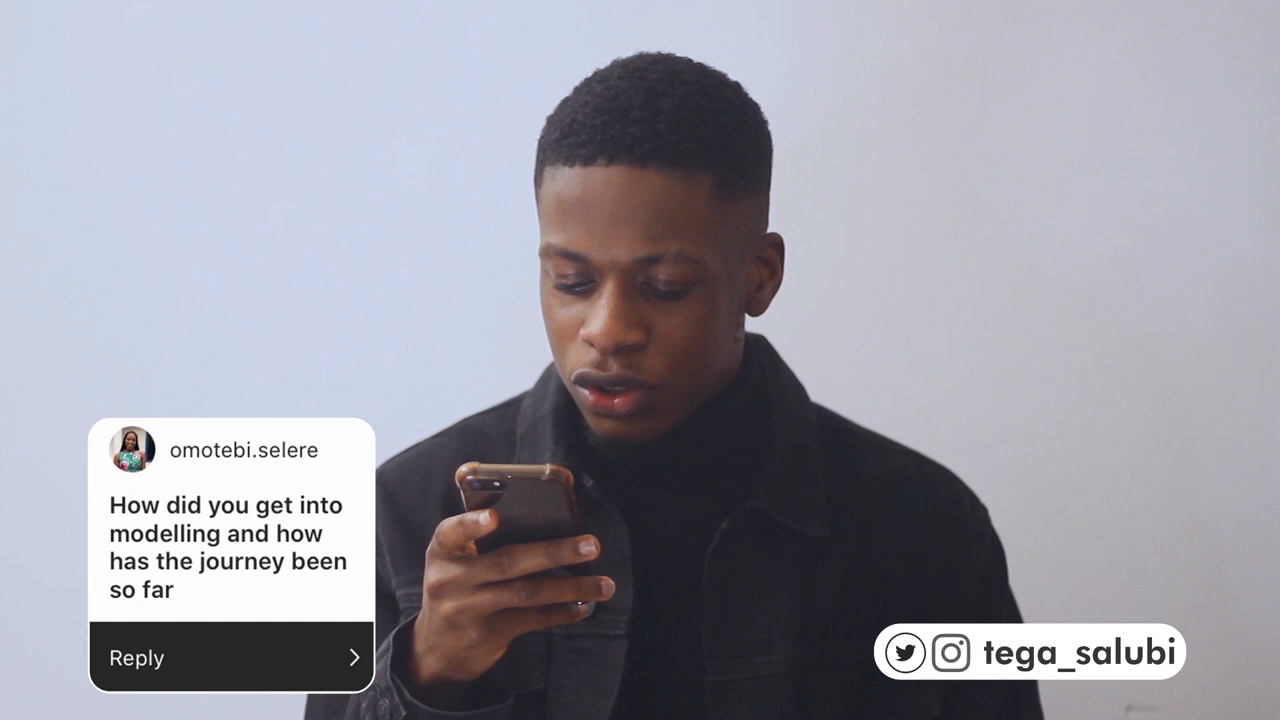 omotebi.selere
How did you get into
modelling and how
has the journey been
so far
Reply
tega_salubi